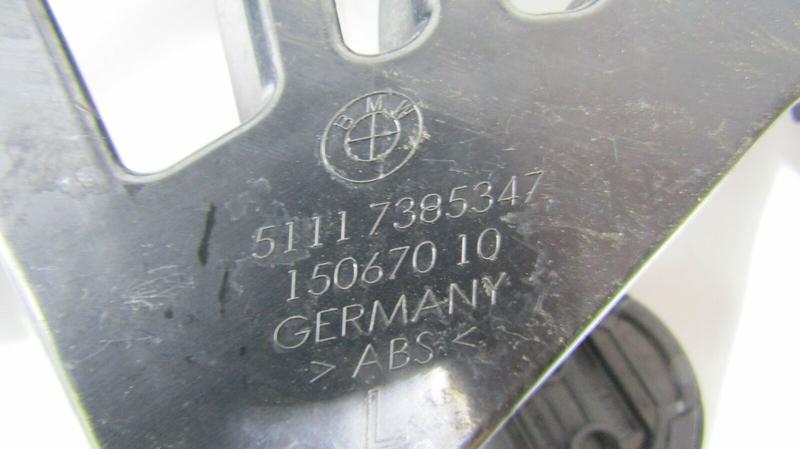 BMW
5111 7385347
150670 10
GERMANY
> ABS <
L